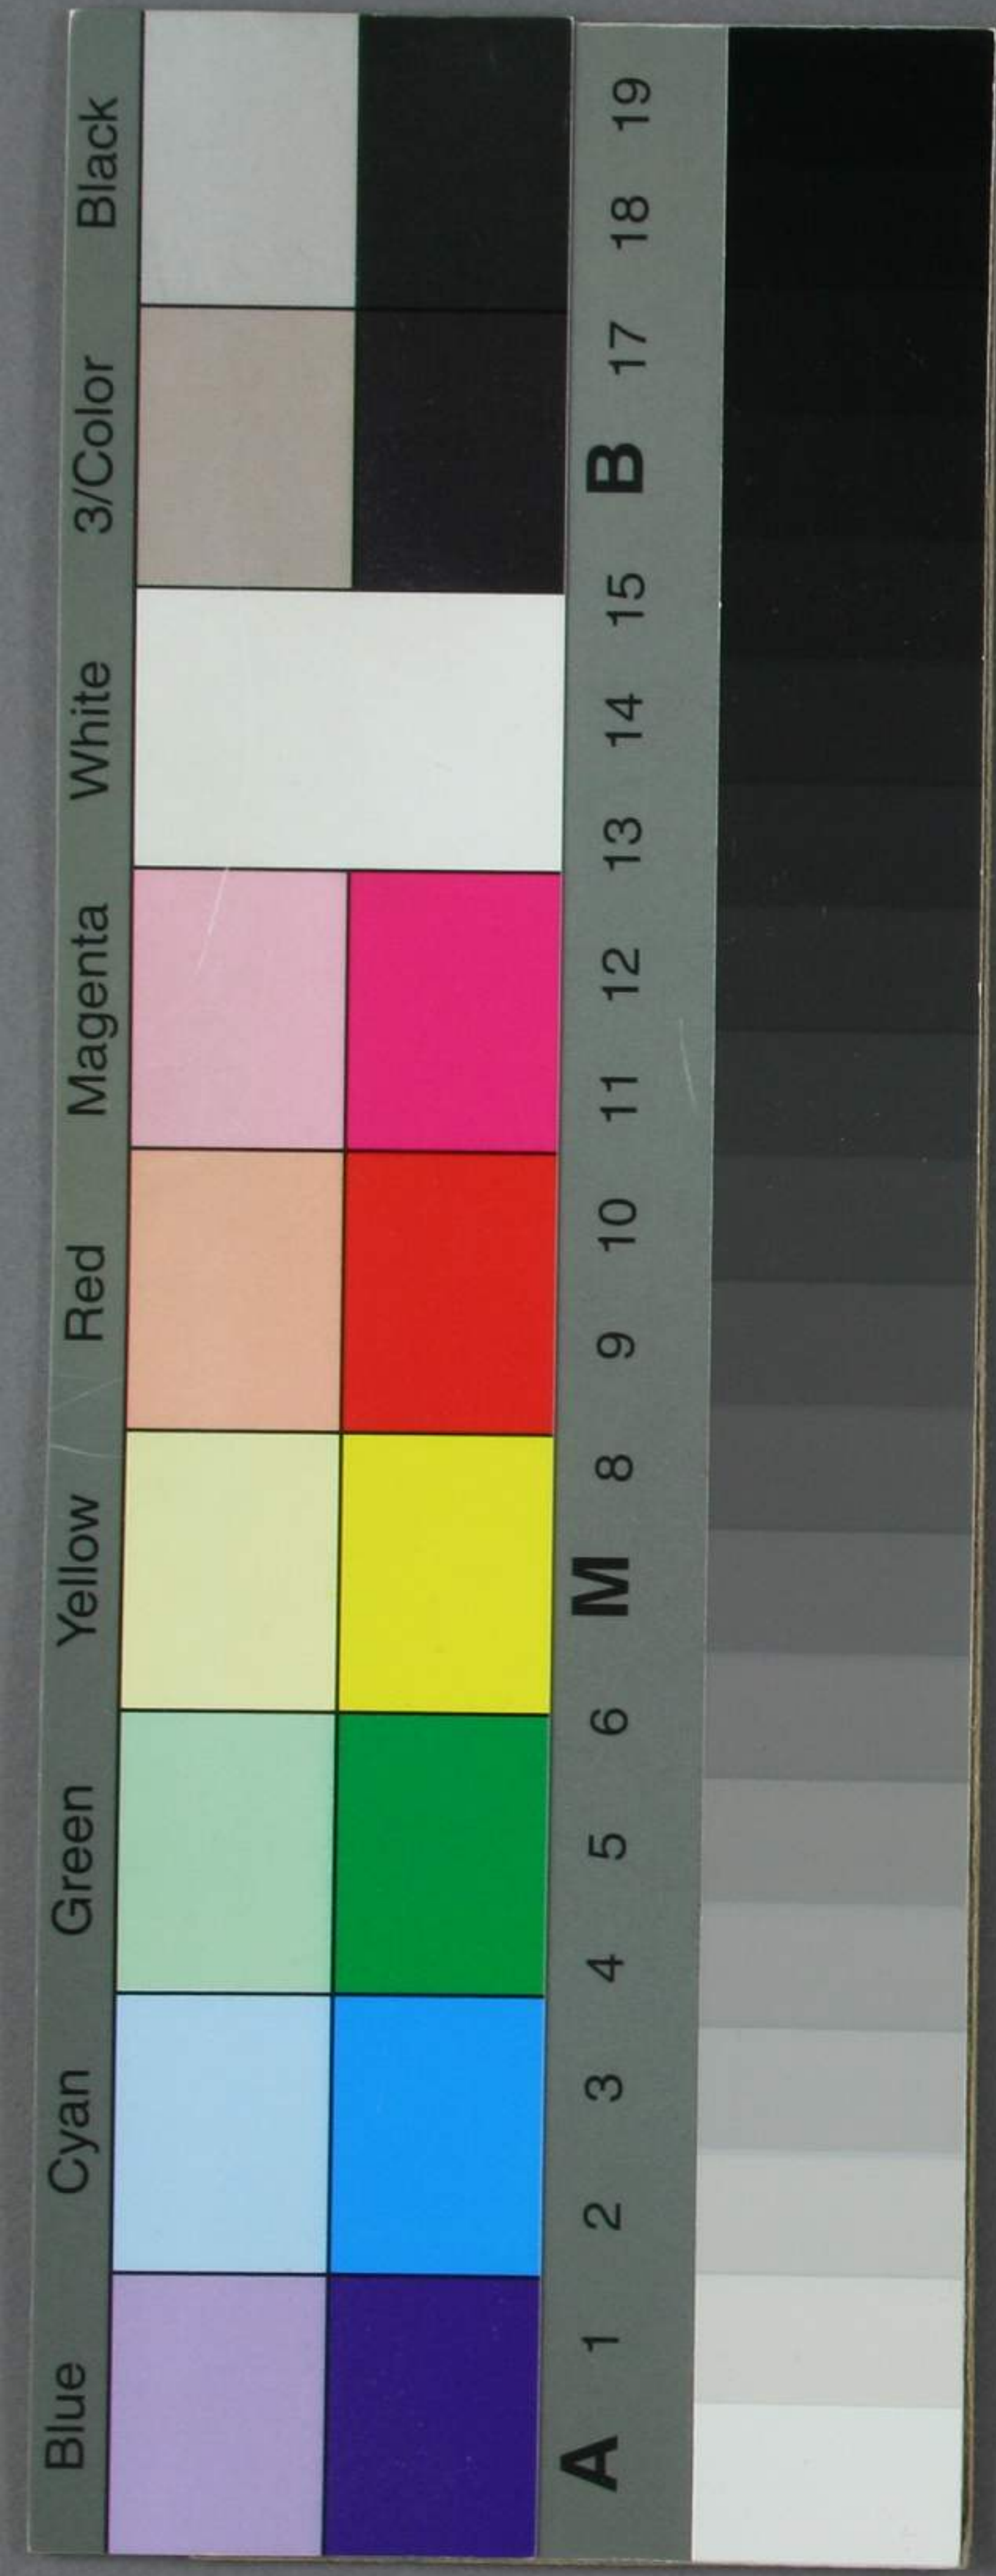 Blue Cyan Green Yellow Red Magenta White 3/Color Black
A 1 2 3 4 5 6 M 8 9 10 11 12 13 14 15 B 17 18 19